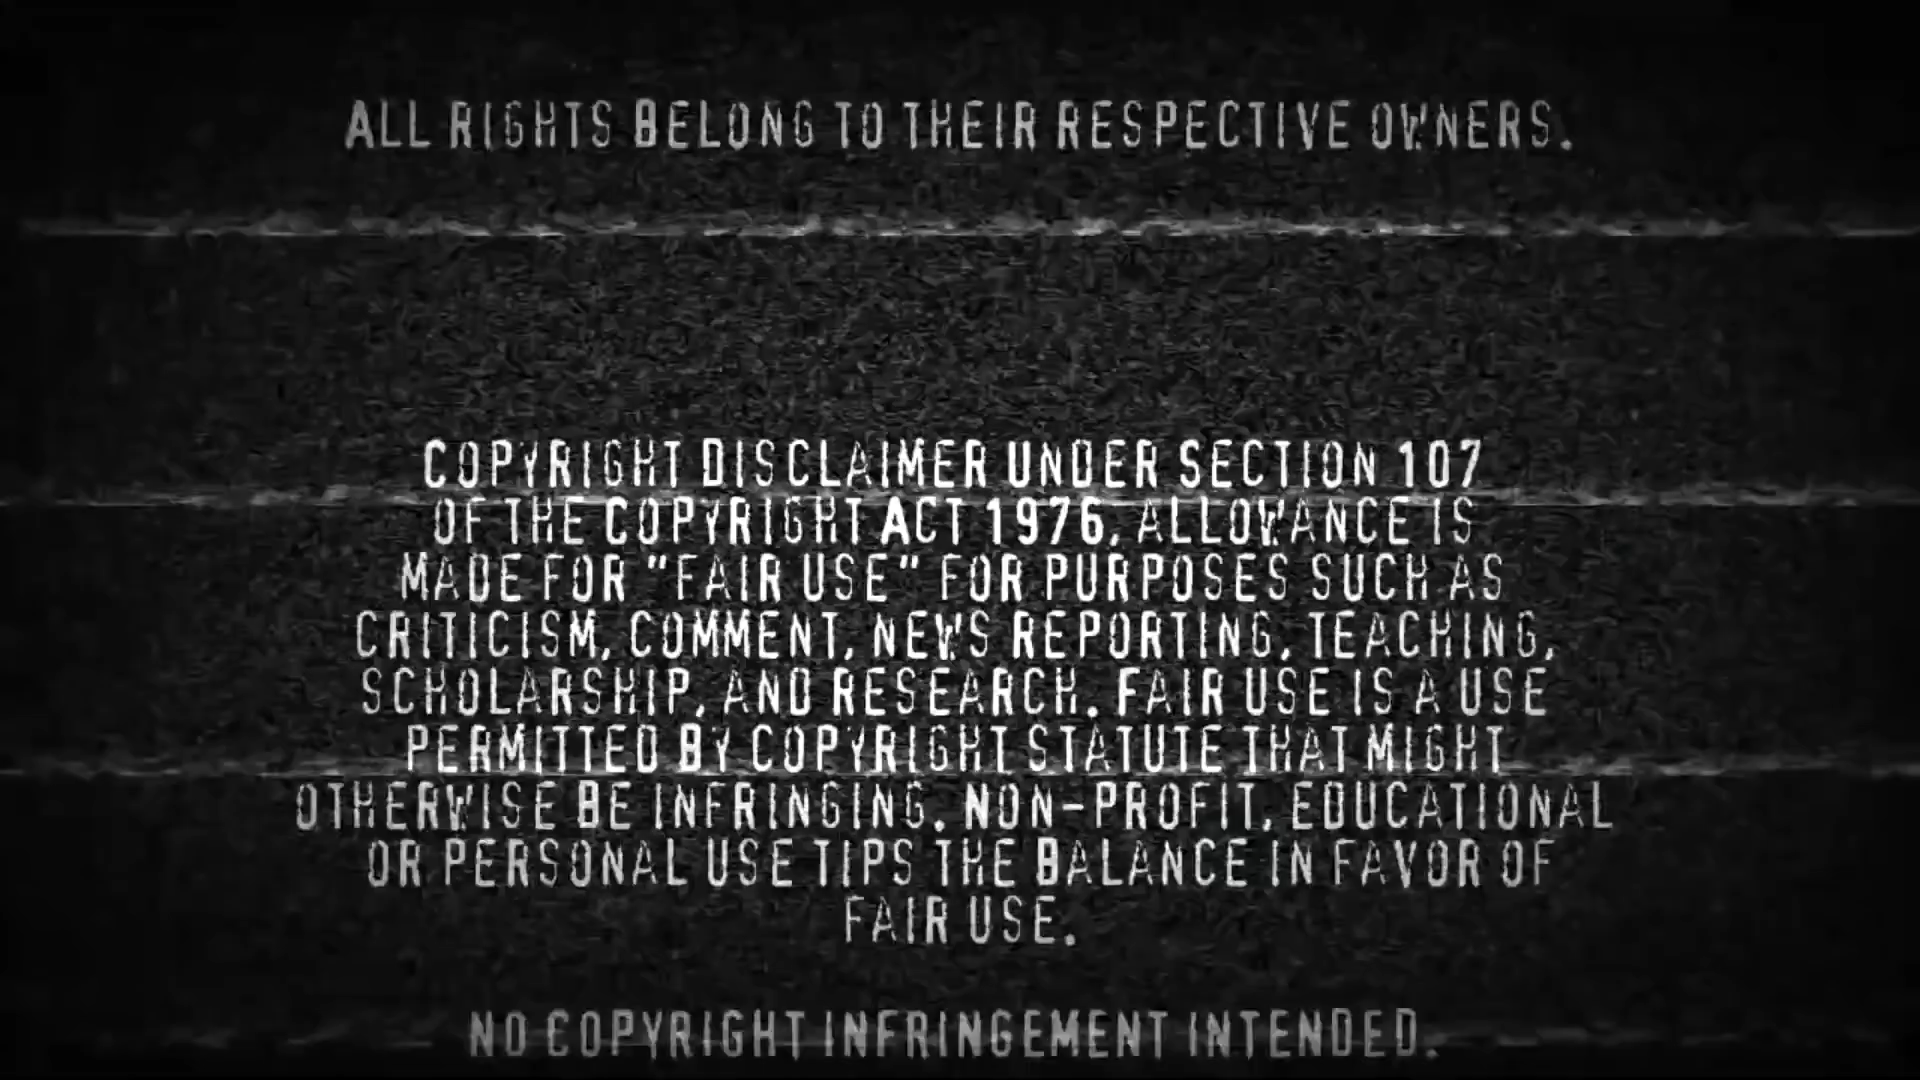 ALL RIGHTS BELONG TO THEIR RESPECTIVE OWNERS.
COPYRIGHT DISCLAIMER UNDER SECTION 107
OF THE COPYRIGHT ACT 1976, ALLOWANCE IS
MADE FOR "FAIR USE" FOR PURPOSES SUCH AS
CRITICISM, COMMENT, NEWS REPORTING, TEACHING,
SCHOLARSHIP, AND RESEARCH. FAIR USE IS A USE
PERMITTED BY COPYRIGHT STATUTE THAT MIGHT
OTHERWISE BE INFRINGING. NON-PROFIT, EDUCATIONAL
OR PERSONAL USE TIPS THE BALANCE IN FAVOR OF
FAIR USE.
NO COPYRIGHT INFRINGEMENT INTENDED.